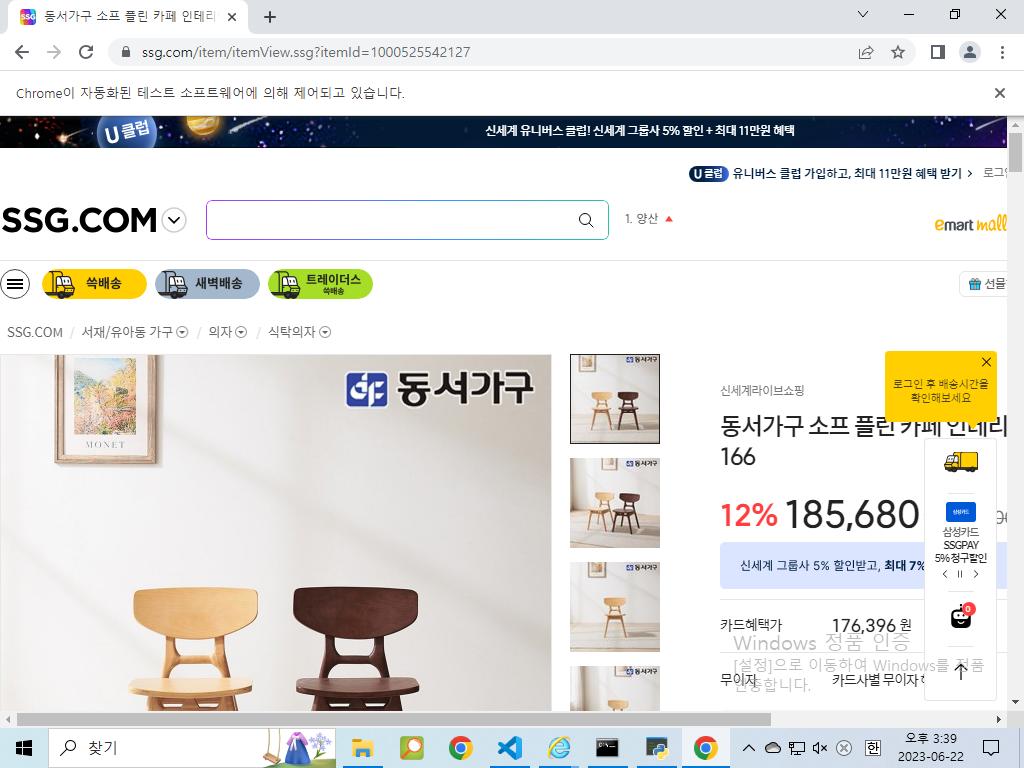 동서가구 소프 플린 카페 인테리
ssg.com/item/itemView.ssg?itemId=1000525542127
Chrome이 자동화된 테스트 소프트웨어에 의해 제어되고 있습니다.
U 클럽
신세계 유니버스 클럽! 신세계 그룹사 5% 할인 + 최대 11만원 혜택
U 클럽 유니버스 클럽 가입하고, 최대 11만원 혜택 받기 > 로그인
SSG.COM
1. 양산
emart mall
쓱배송
새벽배송
트레이더스
쓱배송
선물
SSG.COM / 서재/유아동 가구 / 의자 / 식탁의자
동서가구
MONET
신세계라이브쇼핑
로그인 후 배송시간을
확인해보세요
동서가구 소프 플린 카페 인테리
166
12% 185,680
신세계 그룹사 5% 할인받고, 최대 7%
삼성카드
삼성카드
SSGPAY
5% 청구할인
0
카드혜택가 176,396 원
무이자 카드사별 무이자
Windows 정품 인증
[설정]으로 이동하여 Windows를 정품
인증합니다.
찾기
한
오후 3:39
2023-06-22